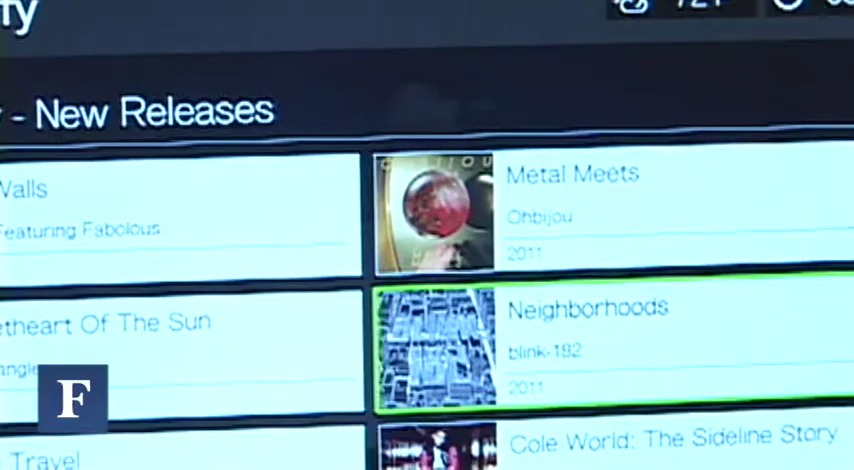 fy
- New Releases
Walls
Featuring Fabolous
Metal Meets
Ohbijou
2011
etheart Of The Sun
Neighborhoods
blink-182
2011
F
Travel
Cole World: The Sideline Story